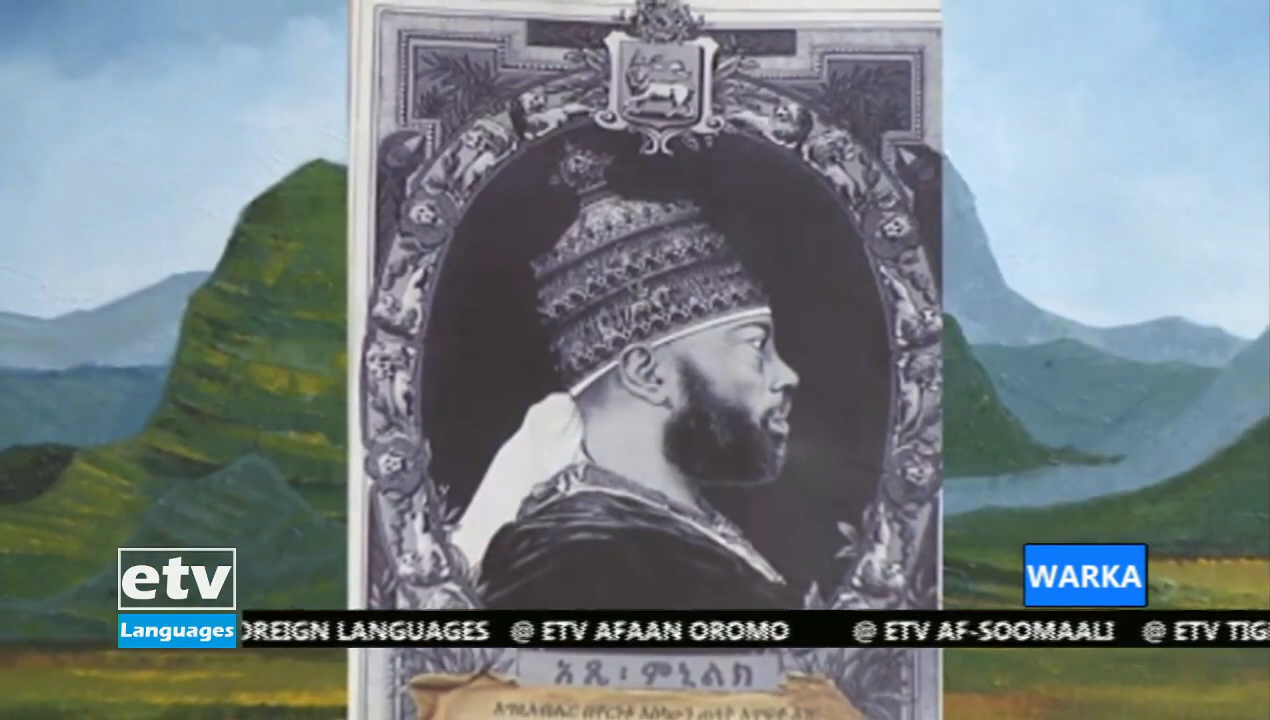 አጼ፡ ምኒልክ
etv
Languages
WARKA
OREIGN LANGUAGES @ ETV AFAAN OROMO @ ETV AF-SOOMAALI @ ETV TIG